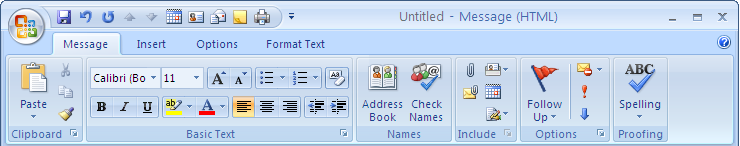 Untitled - Message (HTML)
Message Insert Options Format Text
Calibri (Bo 11
Paste
B I U ab A
Address Book
Check Names
Follow Up
ABC
Spelling
Clipboard Basic Text Names Include Options Proofing